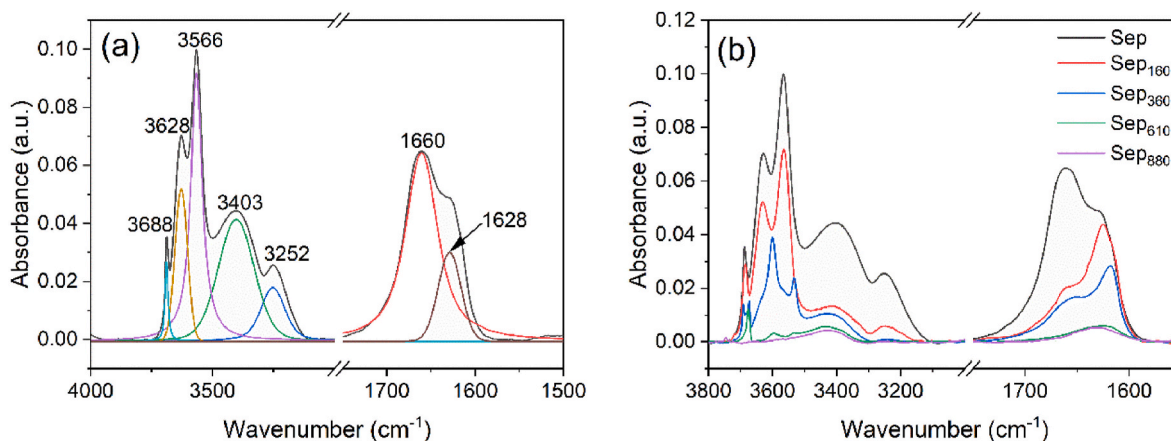 (a)
3566
3628
3688
3403
3252
1660
1628
0.10
0.08
0.06
0.04
0.02
0.00
Absorbance (a.u.)
4000 3500 1700 1600 1500
Wavenumber (cm⁻¹)
(b)
Sep
Sep₁₆₀
Sep₃₆₀
Sep₆₁₀
Sep₈₈₀
0.12
0.10
0.08
0.06
0.04
0.02
0.00
Absorbance (a.u.)
3800 3600 3400 3200 1700 1600
Wavenumber (cm⁻¹)